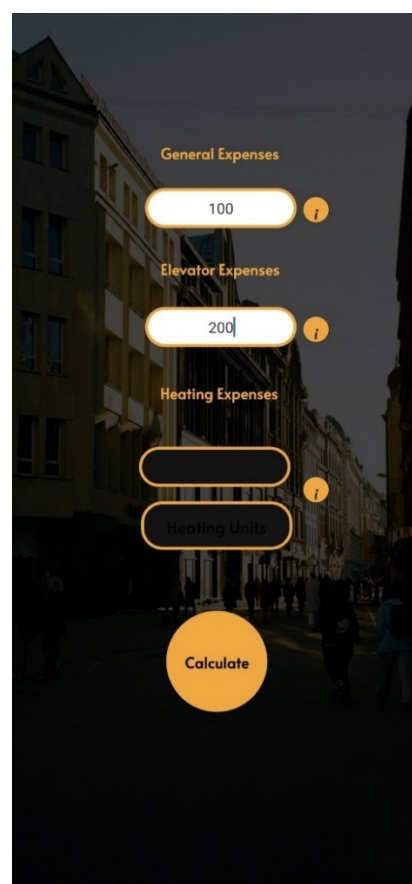 General Expenses
100
i
Elevator Expenses
200
i
Heating Expenses
i
Heating Units
Calculate